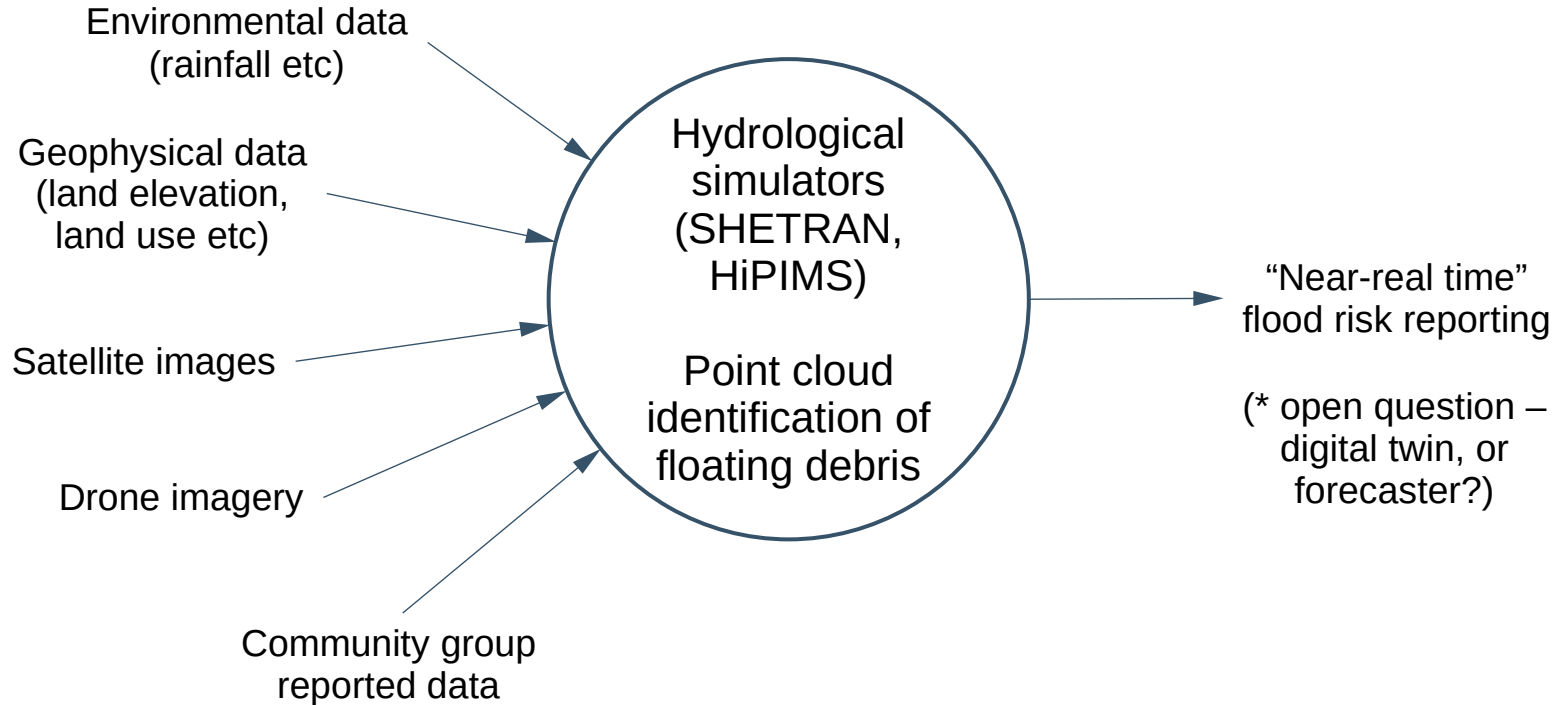 Environmental data
(rainfall etc)
Geophysical data
(land elevation,
land use etc)
Satellite images
Drone imagery
Community group
reported data
Hydrological
simulators
(SHETRAN,
HiPIMS)
Point cloud
identification of
floating debris
“Near-real time”
flood risk reporting
(* open question –
digital twin, or
forecaster?)